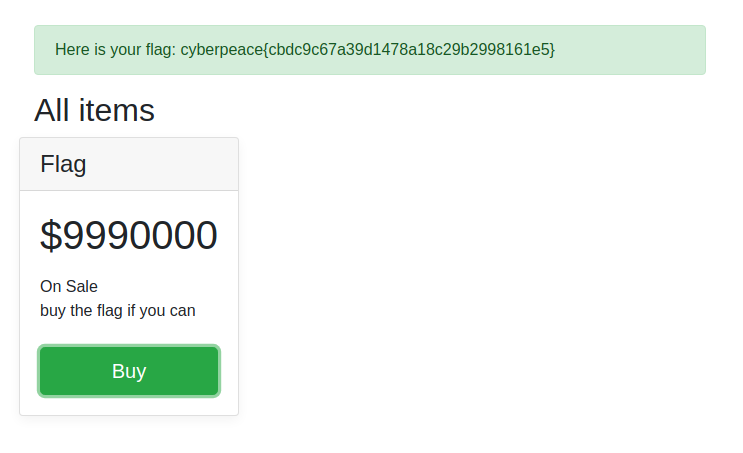 Here is your flag: cyberpeace{cbdc9c67a39d1478a18c29b2998161e5}
All items
Flag
$9990000
On Sale
buy the flag if you can
Buy